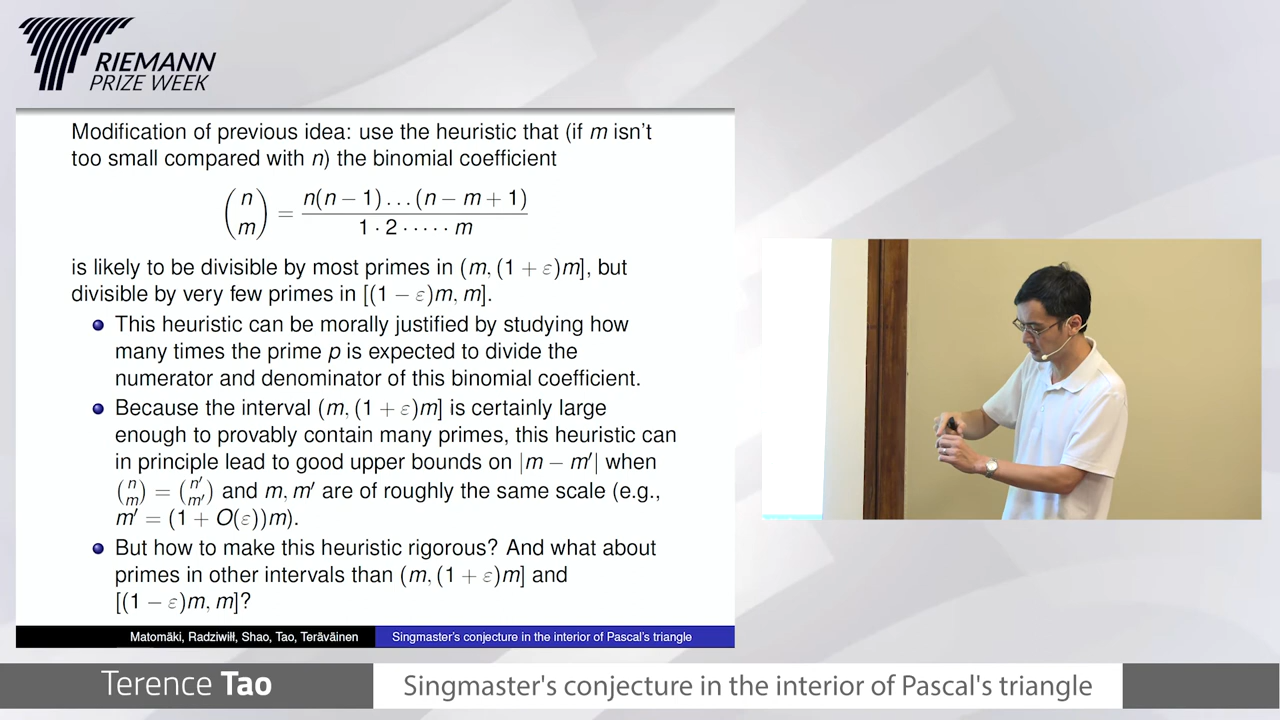 RIEMANN
PRIZE WEEK
Modification of previous idea: use the heuristic that (if m isn't
too small compared with n) the binomial coefficient
(n m) = n(n − 1)...(n − m + 1) / 1 · 2 · · · · · m
is likely to be divisible by most primes in (m, (1 + ε)m], but
divisible by very few primes in [(1 − ε)m, m].
This heuristic can be morally justified by studying how
many times the prime p is expected to divide the
numerator and denominator of this binomial coefficient.
Because the interval (m, (1 + ε)m] is certainly large
enough to provably contain many primes, this heuristic can
in principle lead to good upper bounds on |m − m′| when
(n m) = (n′ m′) and m, m′ are of roughly the same scale (e.g.,
m′ = (1 + O(ε))m).
But how to make this heuristic rigorous? And what about
primes in other intervals than (m, (1 + ε)m] and
[(1 − ε)m, m]?
Matomäki, Radziwiłł, Shao, Tao, Teräväinen
Singmaster's conjecture in the interior of Pascal's triangle
Terence Tao
Singmaster's conjecture in the interior of Pascal's triangle